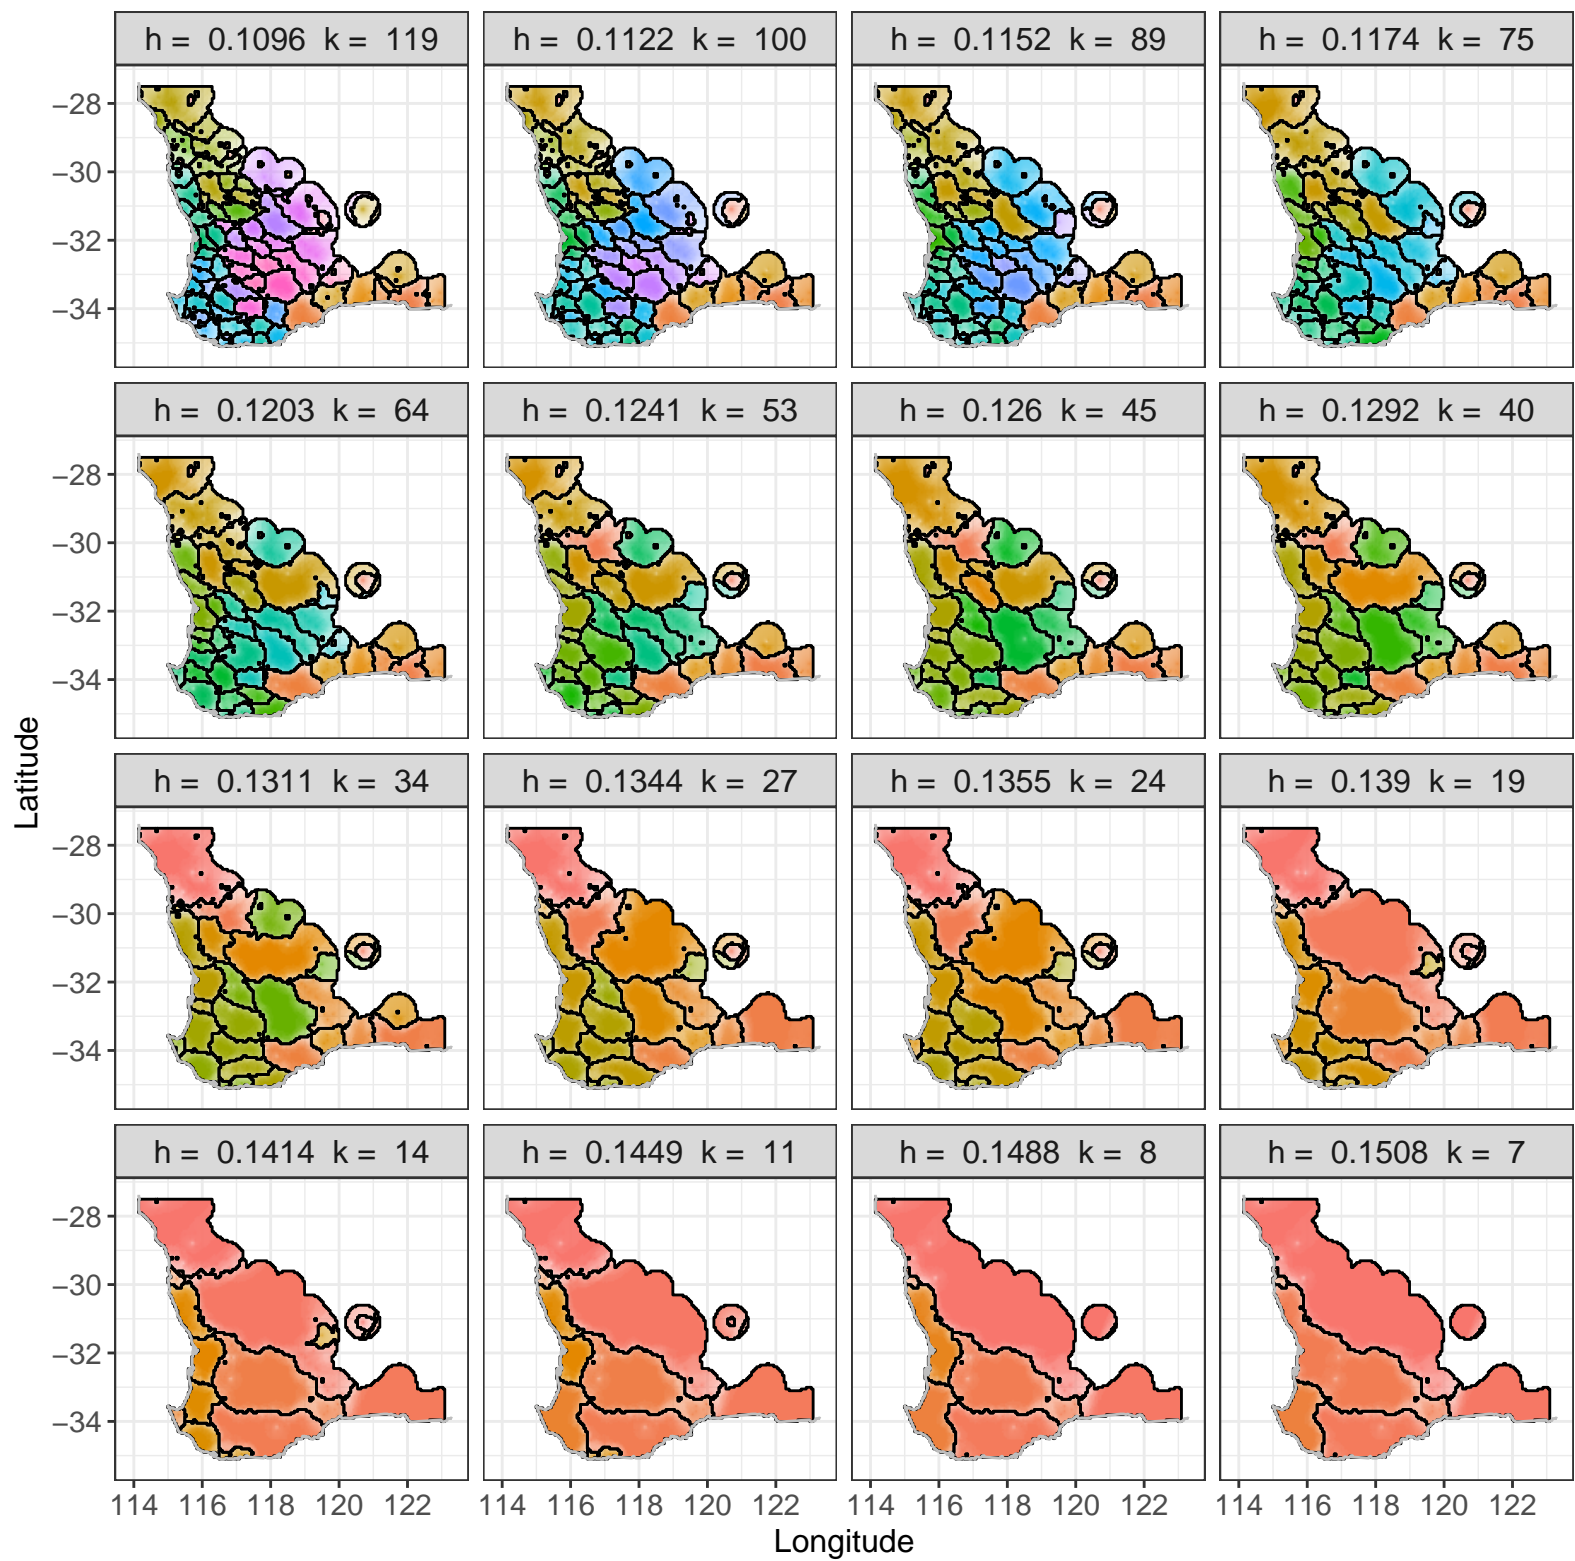 h = 0.1096 k = 119
h = 0.1122 k = 100
h = 0.1152 k = 89
h = 0.1174 k = 75
−28
−30
−32
−34
h = 0.1203 k = 64
h = 0.1241 k = 53
h = 0.126 k = 45
h = 0.1292 k = 40
−28
−30
−32
−34
h = 0.1311 k = 34
h = 0.1344 k = 27
h = 0.1355 k = 24
h = 0.139 k = 19
−28
−30
−32
−34
h = 0.1414 k = 14
h = 0.1449 k = 11
h = 0.1488 k = 8
h = 0.1508 k = 7
−28
−30
−32
−34
114 116 118 120 122
114 116 118 120 122
114 116 118 120 122
114 116 118 120 122
Longitude
Latitude